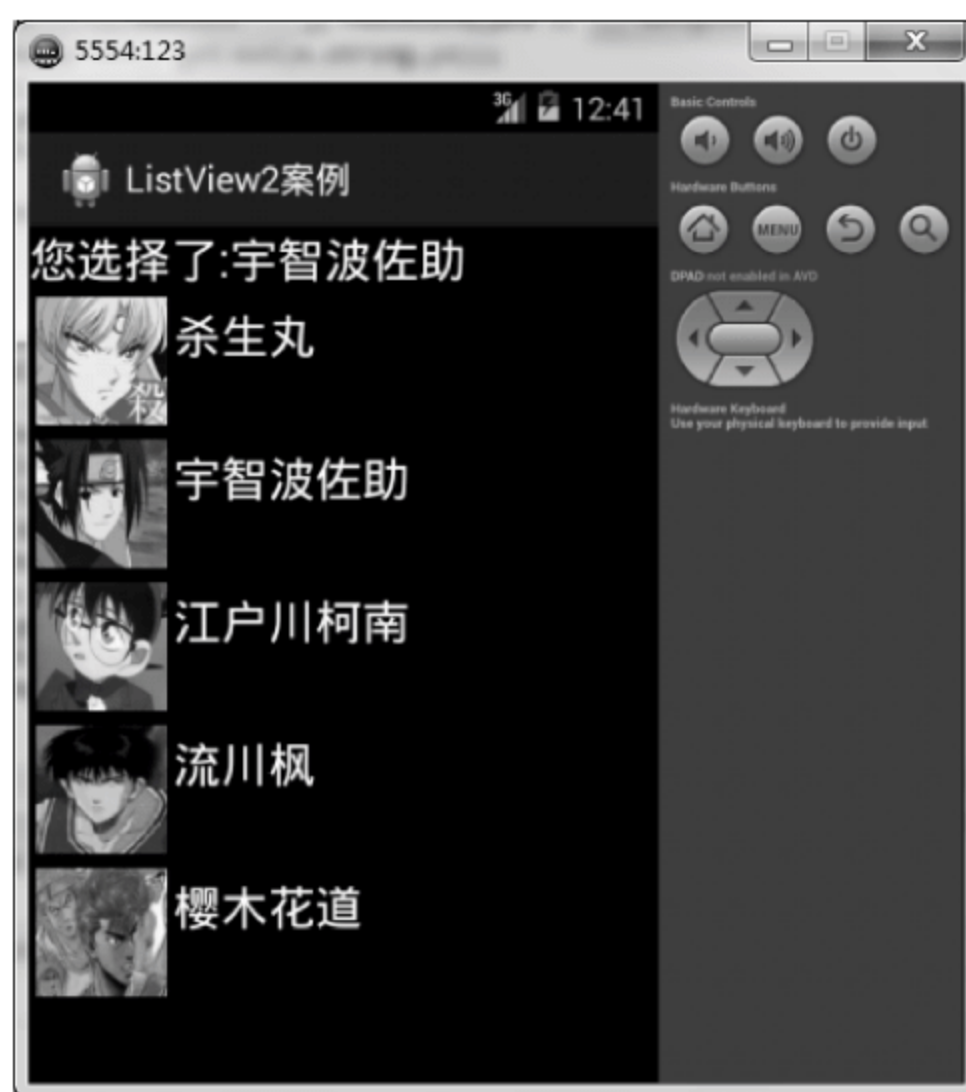 5554:123
3G 12:41
ListView2案例
您选择了:宇智波佐助
杀生丸
殺
宇智波佐助
江户川柯南
流川枫
樱木花道
Basic Controls
Hardware Buttons
MENU
DPAD not enabled in AVD
Hardware Keyboard
Use your physical keyboard to provide input